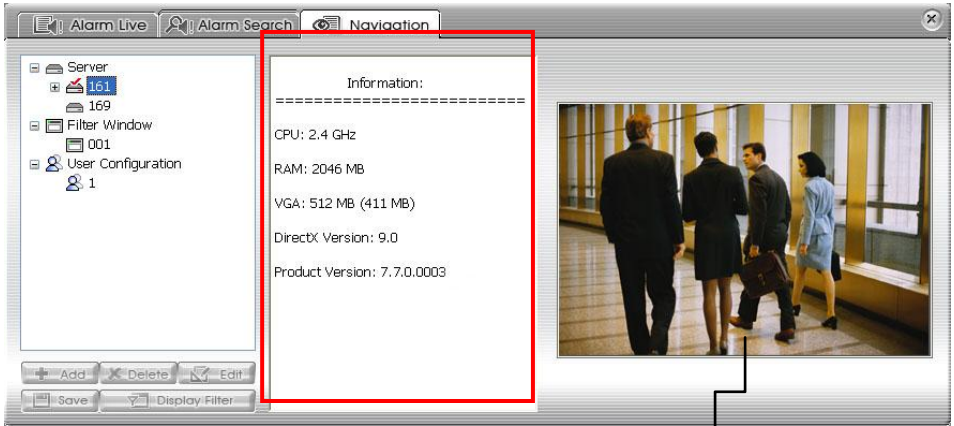 Alarm Live
Alarm Search
Navigation
Server
161
169
Filter Window
001
User Configuration
1
Add
Delete
Edit
Save
Display Filter
Information:
==========================
CPU: 2.4 GHz
RAM: 2046 MB
VGA: 512 MB (411 MB)
DirectX Version: 9.0
Product Version: 7.7.0.0003